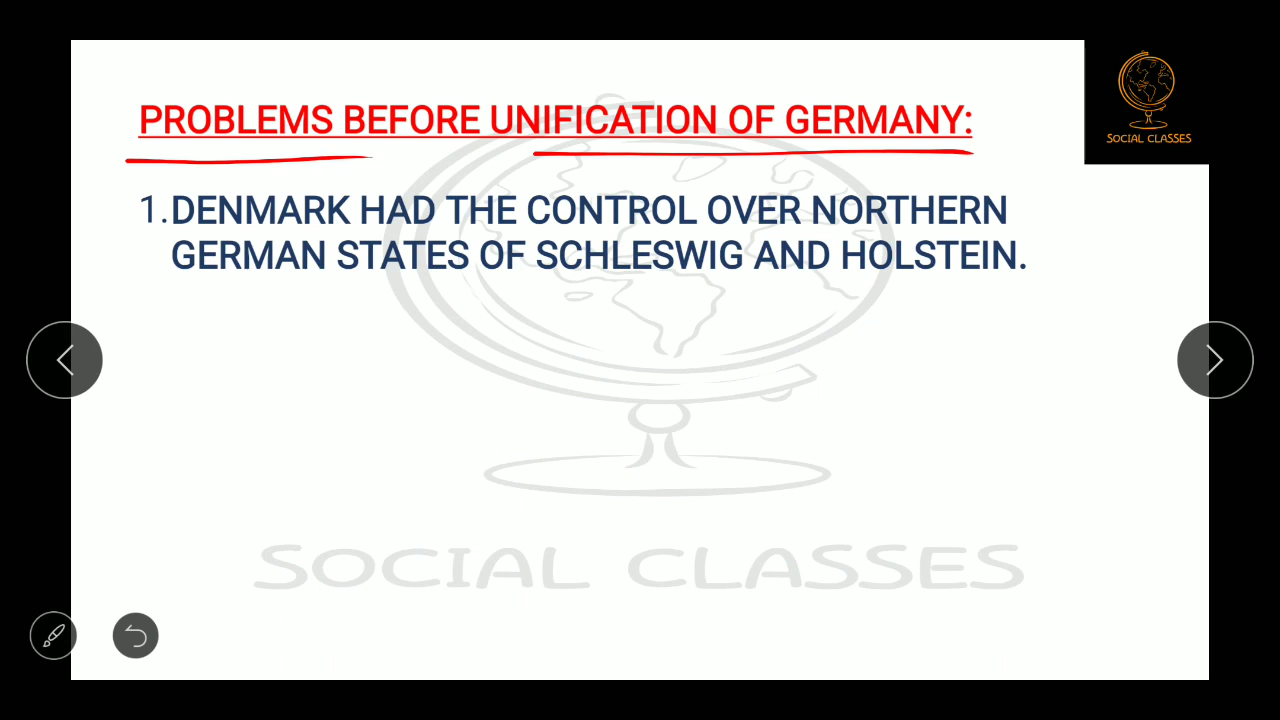 PROBLEMS BEFORE UNIFICATION OF GERMANY:
SOCIAL CLASSES
1.DENMARK HAD THE CONTROL OVER NORTHERN
GERMAN STATES OF SCHLESWIG AND HOLSTEIN.
SOCIAL CLASSES